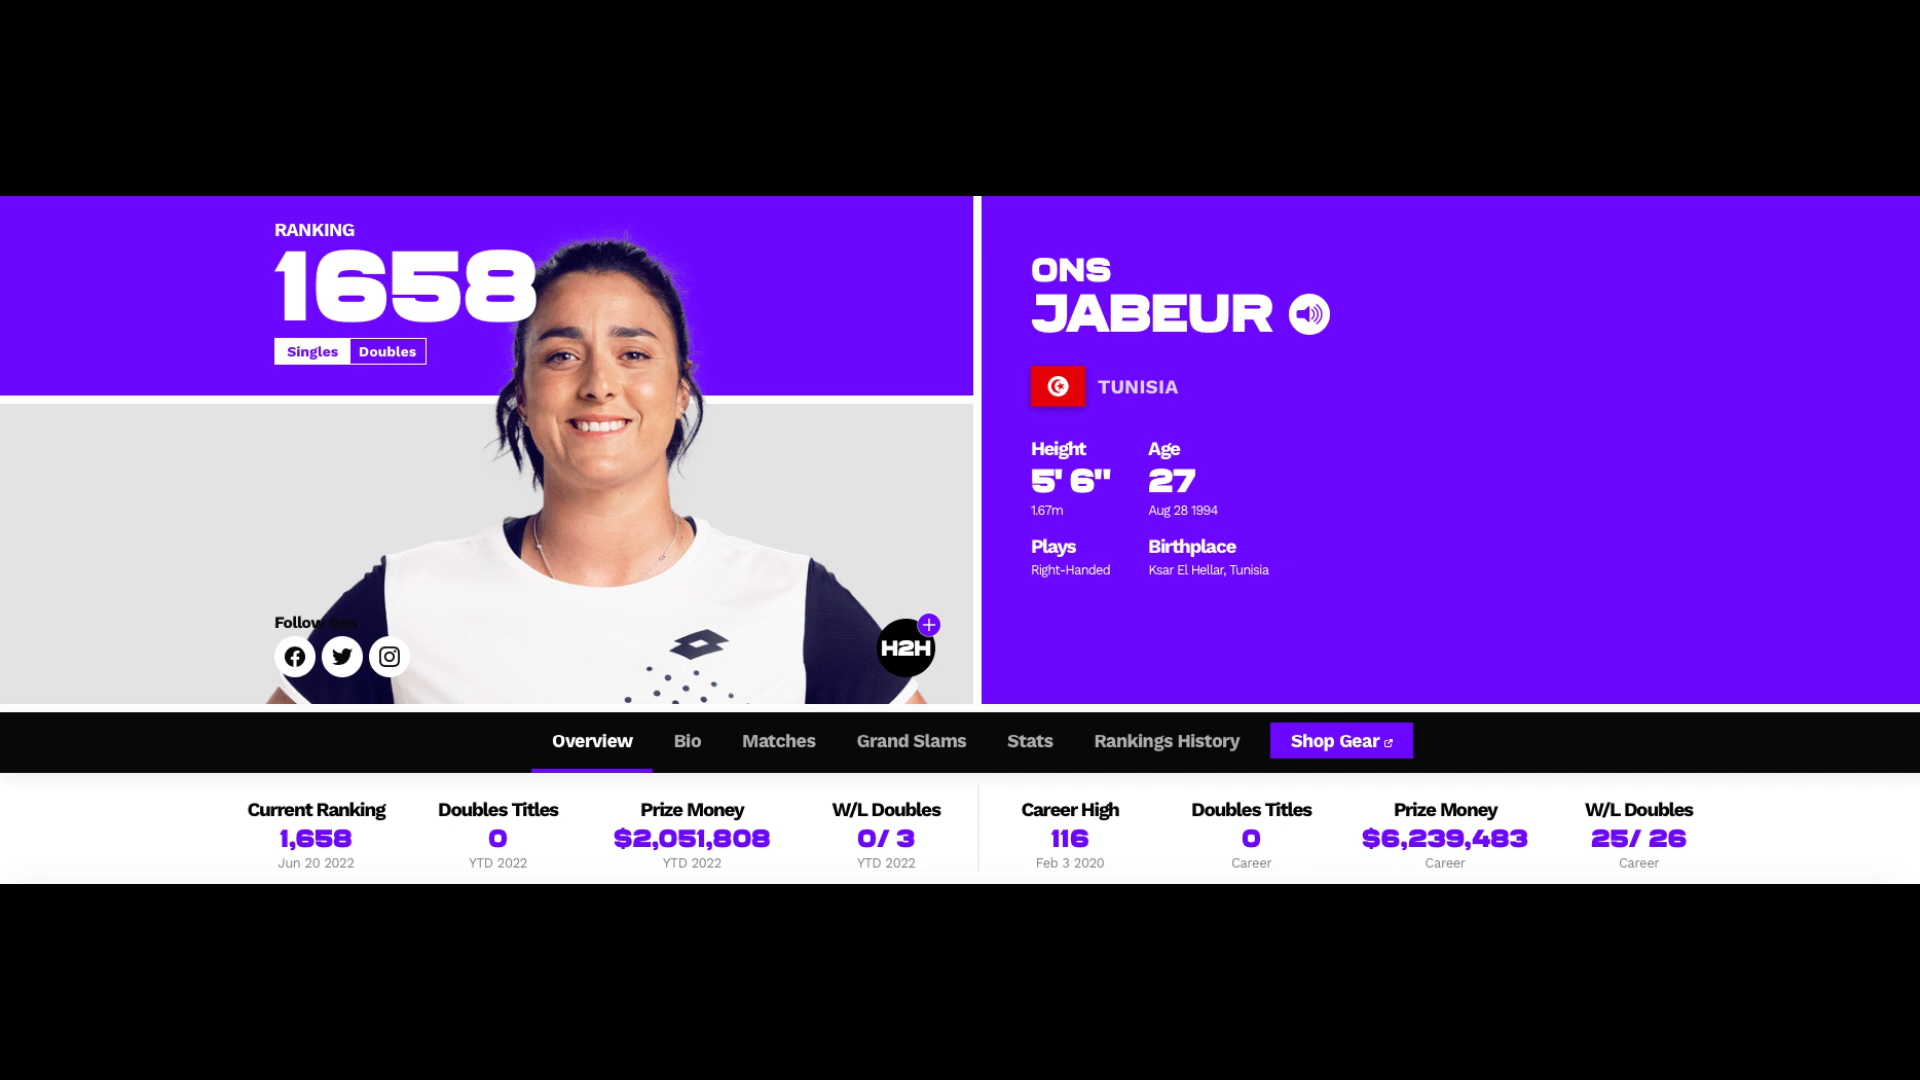 RANKING
1658
Singles Doubles
Follow Ons
H2H
ONS
JABEUR
TUNISIA
Height Age
5' 6" 27
1.67m Aug 28 1994
Plays Birthplace
Right-Handed Ksar El Hellar, Tunisia
Overview Bio Matches Grand Slams Stats Rankings History Shop Gear
Current Ranking Doubles Titles Prize Money W/L Doubles Career High Doubles Titles Prize Money W/L Doubles
1,658 0 $2,051,808 0/ 3 116 0 $6,239,483 25/ 26
Jun 20 2022 YTD 2022 YTD 2022 YTD 2022 Feb 3 2020 Career Career Career